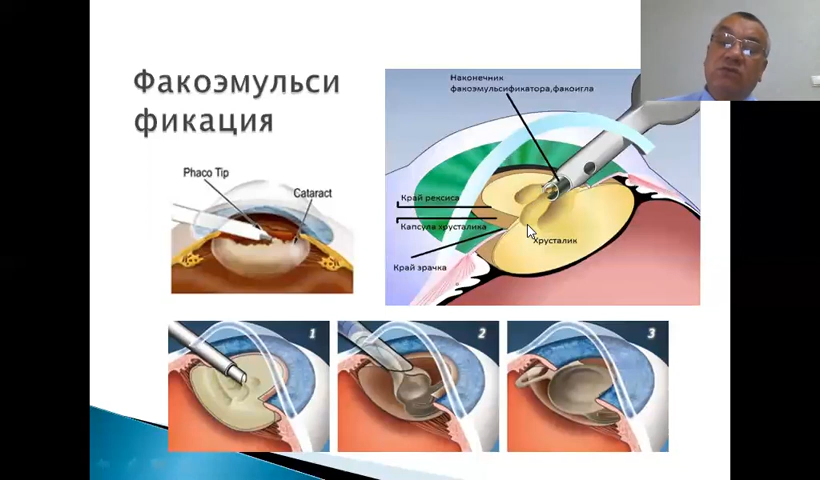 Факоэмульси
фикация
Phaco Tip
Cataract
Наконечник
факоэмульсификатора,факоигла
Край рексиса
Капсула хрусталика
Хрусталик
Край зрачка
1
2
3